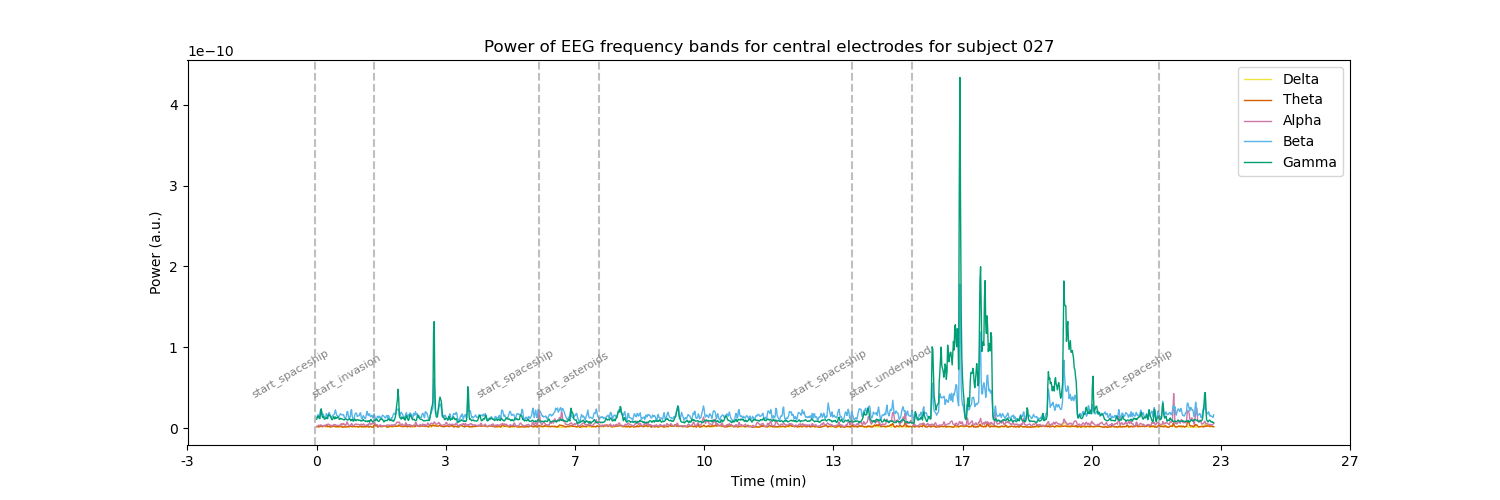 Power of EEG frequency bands for central electrodes for subject 027
1e−10
4
3
2
1
0
Power (a.u.)
Delta
Theta
Alpha
Beta
Gamma
start_spaceship
start_invasion
start_spaceship
start_asteroids
start_spaceship
start_underwood
start_spaceship
-3
0
3
7
10
13
17
20
23
27
Time (min)